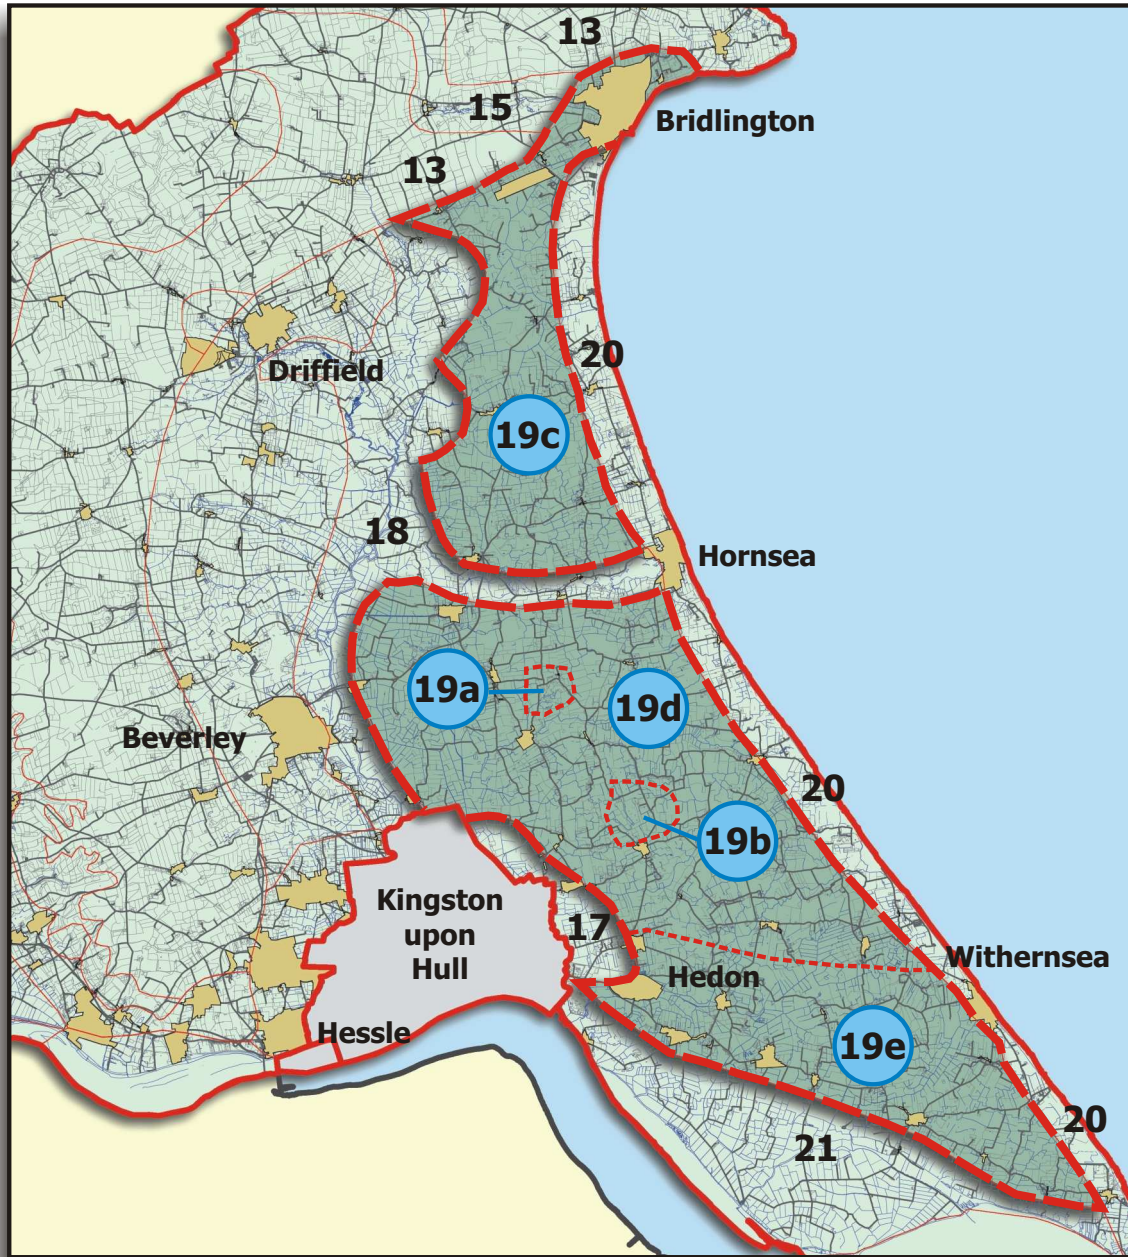 13
15
Bridlington
13
20
Driffield
19c
18
Hornsea
19a
19d
Beverley
20
19b
Kingston
upon
Hull
17
Withernsea
Hedon
Hessle
19e
20
21